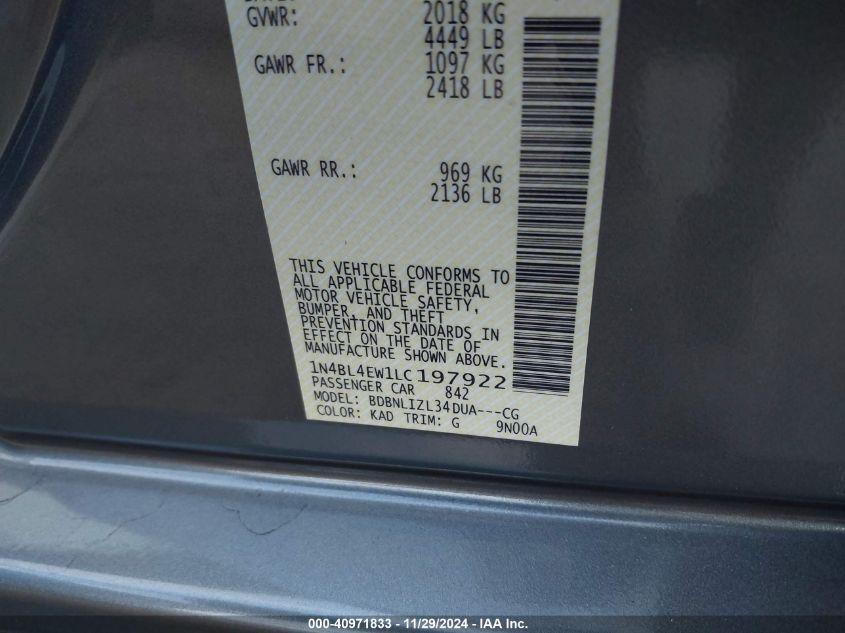 GVWR: 2018 KG
4449 LB
GAWR FR.: 1097 KG
2418 LB
GAWR RR.: 969 KG
2136 LB
THIS VEHICLE CONFORMS TO
ALL APPLICABLE FEDERAL
MOTOR VEHICLE SAFETY,
BUMPER, AND THEFT
PREVENTION STANDARDS IN
EFFECT ON THE DATE OF
MANUFACTURE SHOWN ABOVE.
1N4BL4EW1LC197922
PASSENGER CAR 842
MODEL: BDBNLIZL34DUA---CG
COLOR: KAD TRIM: G 9N00A
000-40971833 - 11/29/2024 - IAA Inc.